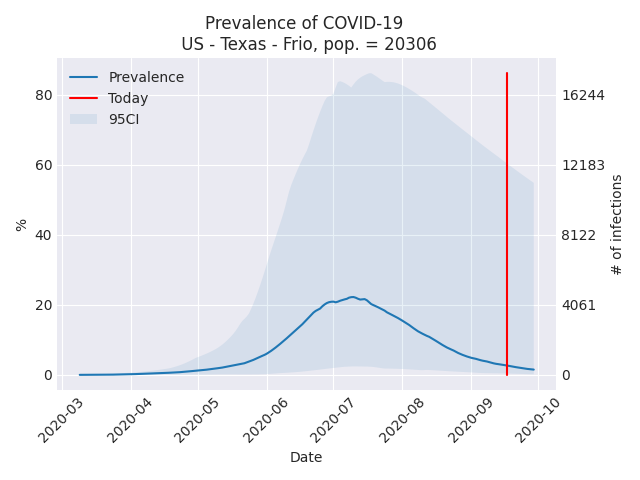 Prevalence of COVID-19
US - Texas - Frio, pop. = 20306
Prevalence
Today
95CI
%
80
60
40
20
0
16244
12183
8122
4061
0
# of infections
2020-03
2020-04
2020-05
2020-06
2020-07
2020-08
2020-09
2020-10
Date